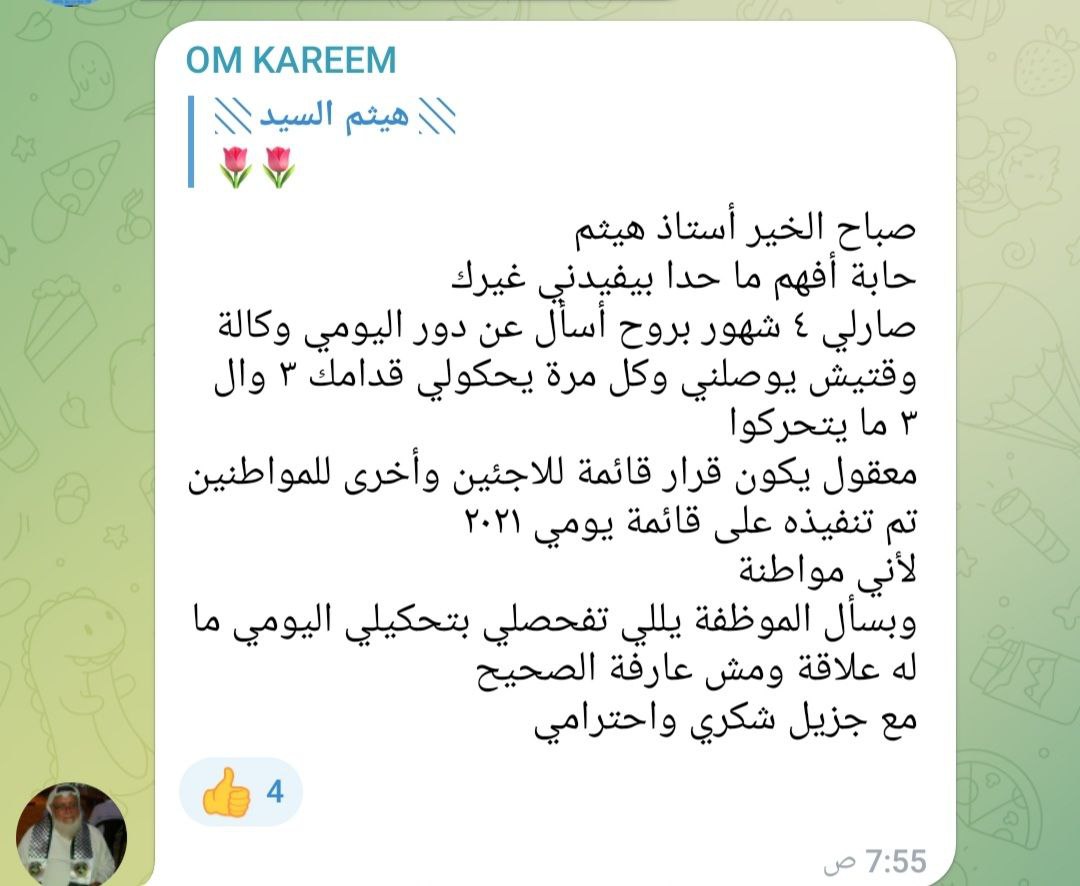 OM KAREEM
هيثم السيد
🌷🌷
صباح الخير أستاذ هيثم
حابة أفهم ما حدا بيفيدني غيرك
صارلي ٤ شهور بروح أسأل عن دور اليومي وكالة
وقتيش يوصلني وكل مرة يحكولي قدامك ٣ وال
٣ ما يتحركوا
معقول يكون قرار قائمة للاجئين وأخرى للمواطنين
تم تنفيذه على قائمة يومي ٢٠٢١
لأني مواطنة
وبسأل الموظفة يللي تفحصلي بتحكيلي اليومي ما
له علاقة ومش عارفة الصحيح
مع جزيل شكري واحترامي
👍 4
7:55 ص